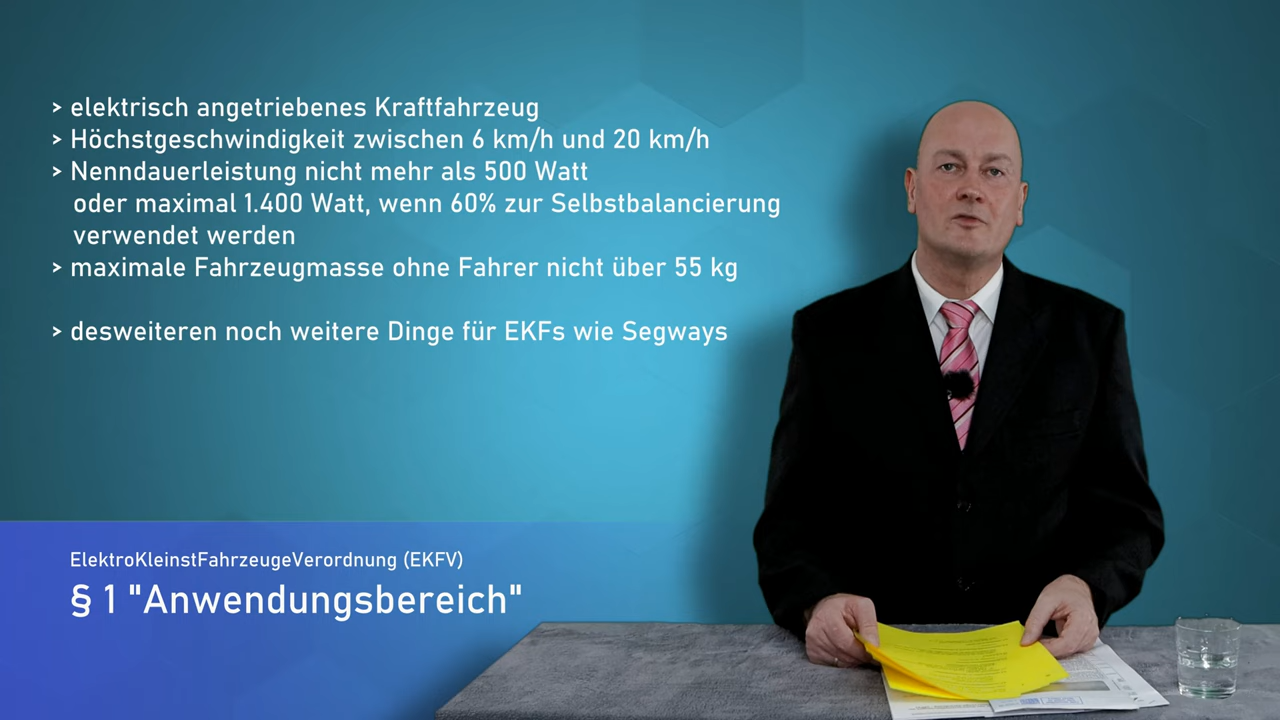 > elektrisch angetriebenes Kraftfahrzeug
> Höchstgeschwindigkeit zwischen 6 km/h und 20 km/h
> Nenndauerleistung nicht mehr als 500 Watt
oder maximal 1.400 Watt, wenn 60% zur Selbstbalancierung
verwendet werden
> maximale Fahrzeugmasse ohne Fahrer nicht über 55 kg
> desweiteren noch weitere Dinge für EKFs wie Segways
ElektroKleinstFahrzeugeVerordnung (EKFV)
§ 1 "Anwendungsbereich"